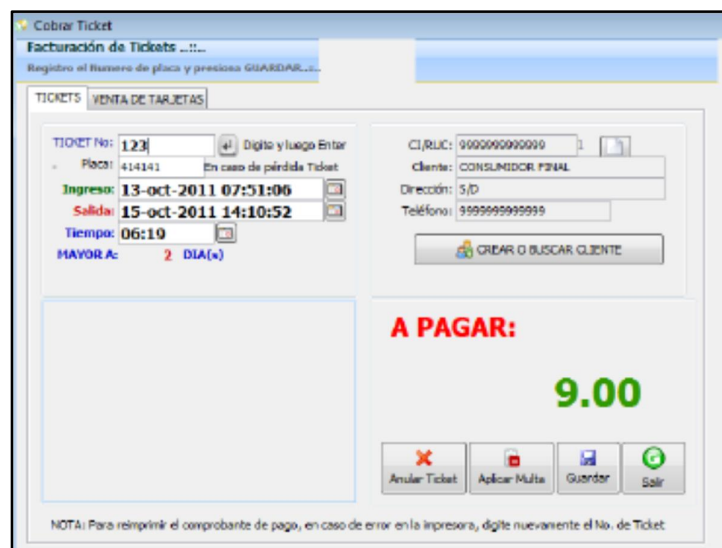 Cobrar Ticket
Facturación de Tickets ..::..
Registro el Numero de placa y presiona GUARDAR..::..
TICKETS VENTA DE TARJETAS
TICKET No: 123 Digite y luego Enter
Placa: 414141 En caso de pérdida Ticket
Ingreso: 13-oct-2011 07:51:06
Salida: 15-oct-2011 14:10:52
Tiempo: 06:19
MAYOR A: 2 DIA(s)
CI/RUC: 9999999999999 1
Cliente: CONSUMIDOR FINAL
Dirección: S/D
Teléfono: 9999999999999
CREAR O BUSCAR CLIENTE
A PAGAR:
9.00
Anular Ticket Aplicar Multa Guardar Salir
NOTA: Para reimprimir el comprobante de pago, en caso de error en la impresora, digite nuevamente el No. de Ticket